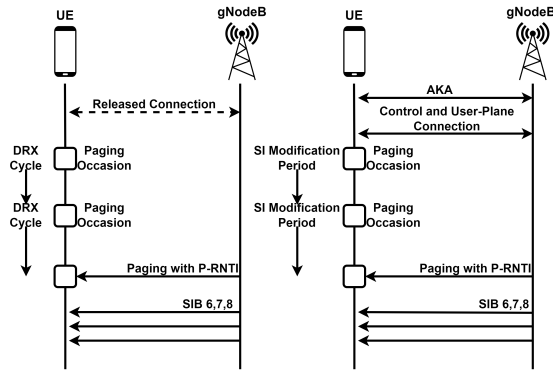 UE
gNodeB
Released Connection
DRX
Cycle
Paging
Occasion
DRX
Cycle
Paging
Occasion
Paging with P-RNTI
SIB 6,7,8
UE
gNodeB
AKA
Control and User-Plane
Connection
SI Modification
Period
Paging
Occasion
SI Modification
Period
Paging
Occasion
Paging with P-RNTI
SIB 6,7,8